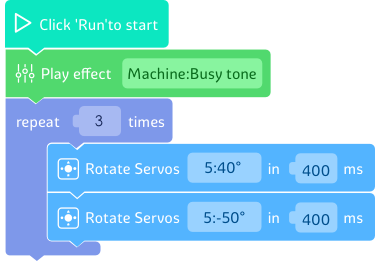 Click 'Run'to start
Play effect Machine:Busy tone
repeat 3 times
Rotate Servos 5:40° in 400 ms
Rotate Servos 5:-50° in 400 ms